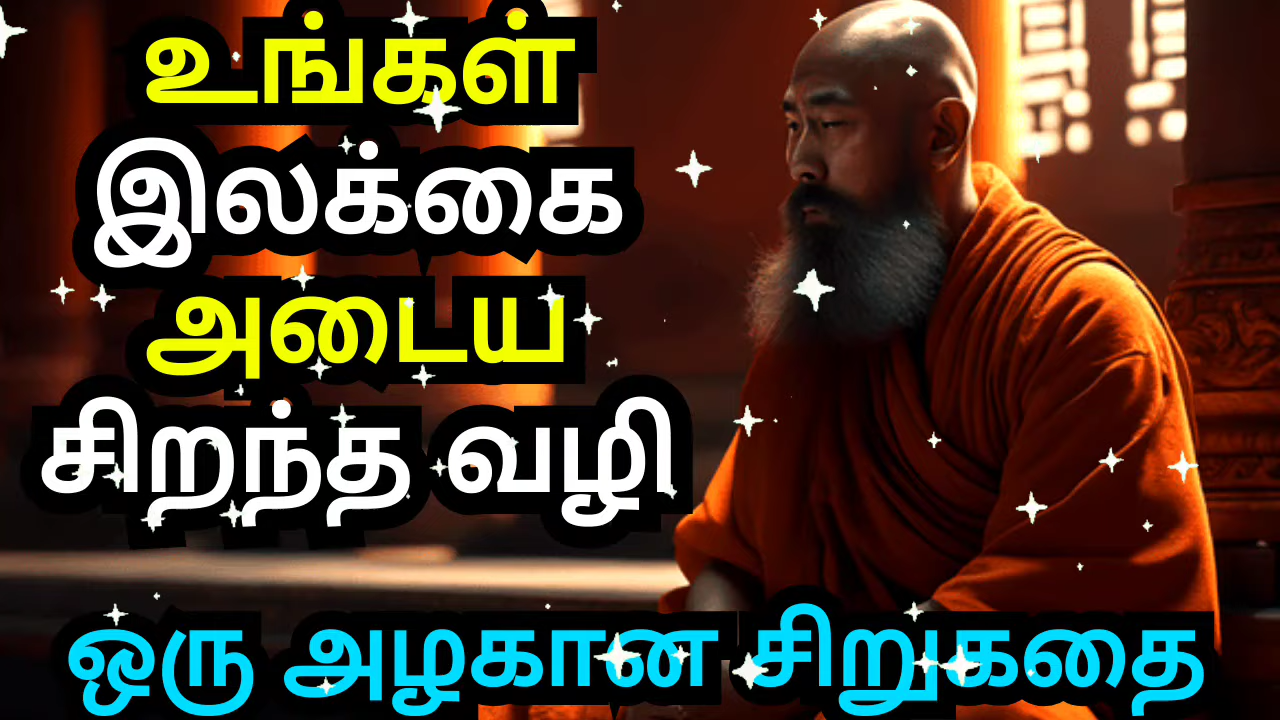 உங்கள்
இலக்கை
அடைய
சிறந்த வழி
ஒரு அழகான சிறுகதை